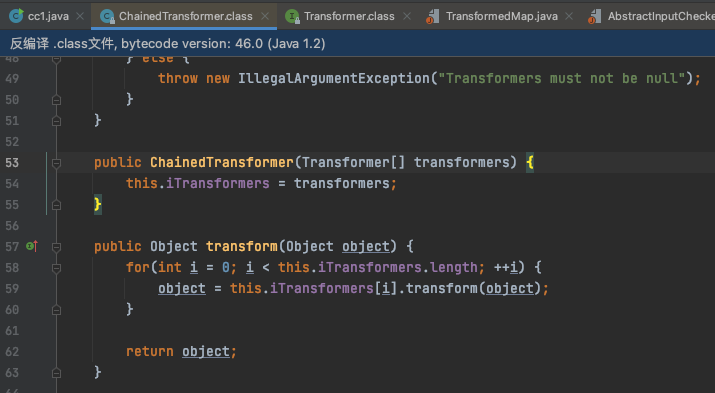 cc1.java × ChainedTransformer.class × Transformer.class × TransformedMap.java × AbstractInputChecke
反编译 .class文件, bytecode version: 46.0 (Java 1.2)
48 } else {
49 throw new IllegalArgumentException("Transformers must not be null");
50 }
51 }
52
53 public ChainedTransformer(Transformer[] transformers) {
54 this.iTransformers = transformers;
55 }
56
57 public Object transform(Object object) {
58 for(int i = 0; i < this.iTransformers.length; ++i) {
59 object = this.iTransformers[i].transform(object);
60 }
61
62 return object;
63 }